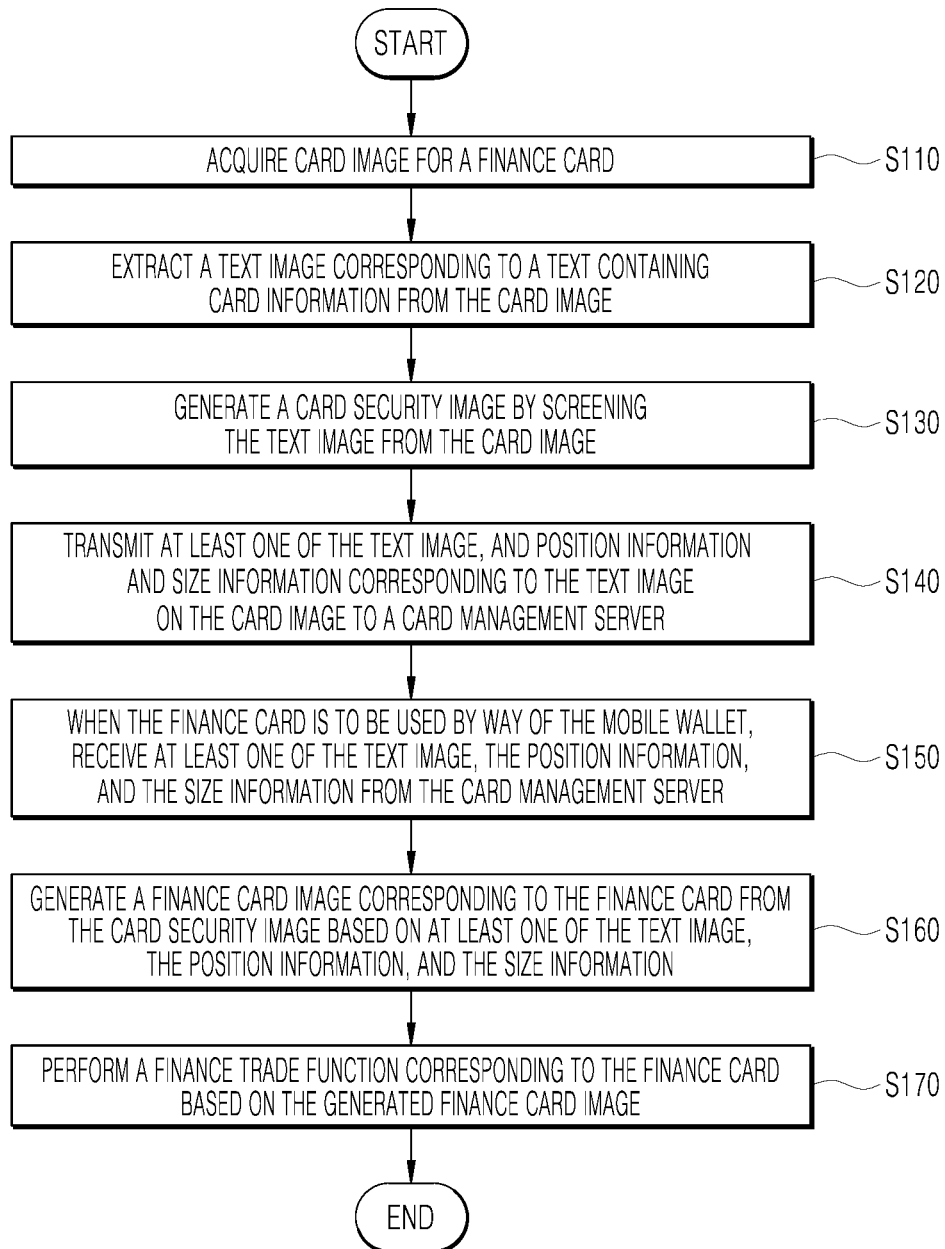 START
ACQUIRE CARD IMAGE FOR A FINANCE CARD
S110
EXTRACT A TEXT IMAGE CORRESPONDING TO A TEXT CONTAINING
CARD INFORMATION FROM THE CARD IMAGE
S120
GENERATE A CARD SECURITY IMAGE BY SCREENING
THE TEXT IMAGE FROM THE CARD IMAGE
S130
TRANSMIT AT LEAST ONE OF THE TEXT IMAGE, AND POSITION INFORMATION
AND SIZE INFORMATION CORRESPONDING TO THE TEXT IMAGE
ON THE CARD IMAGE TO A CARD MANAGEMENT SERVER
S140
WHEN THE FINANCE CARD IS TO BE USED BY WAY OF THE MOBILE WALLET,
RECEIVE AT LEAST ONE OF THE TEXT IMAGE, THE POSITION INFORMATION,
AND THE SIZE INFORMATION FROM THE CARD MANAGEMENT SERVER
S150
GENERATE A FINANCE CARD IMAGE CORRESPONDING TO THE FINANCE CARD FROM
THE CARD SECURITY IMAGE BASED ON AT LEAST ONE OF THE TEXT IMAGE,
THE POSITION INFORMATION, AND THE SIZE INFORMATION
S160
PERFORM A FINANCE TRADE FUNCTION CORRESPONDING TO THE FINANCE CARD
BASED ON THE GENERATED FINANCE CARD IMAGE
S170
END